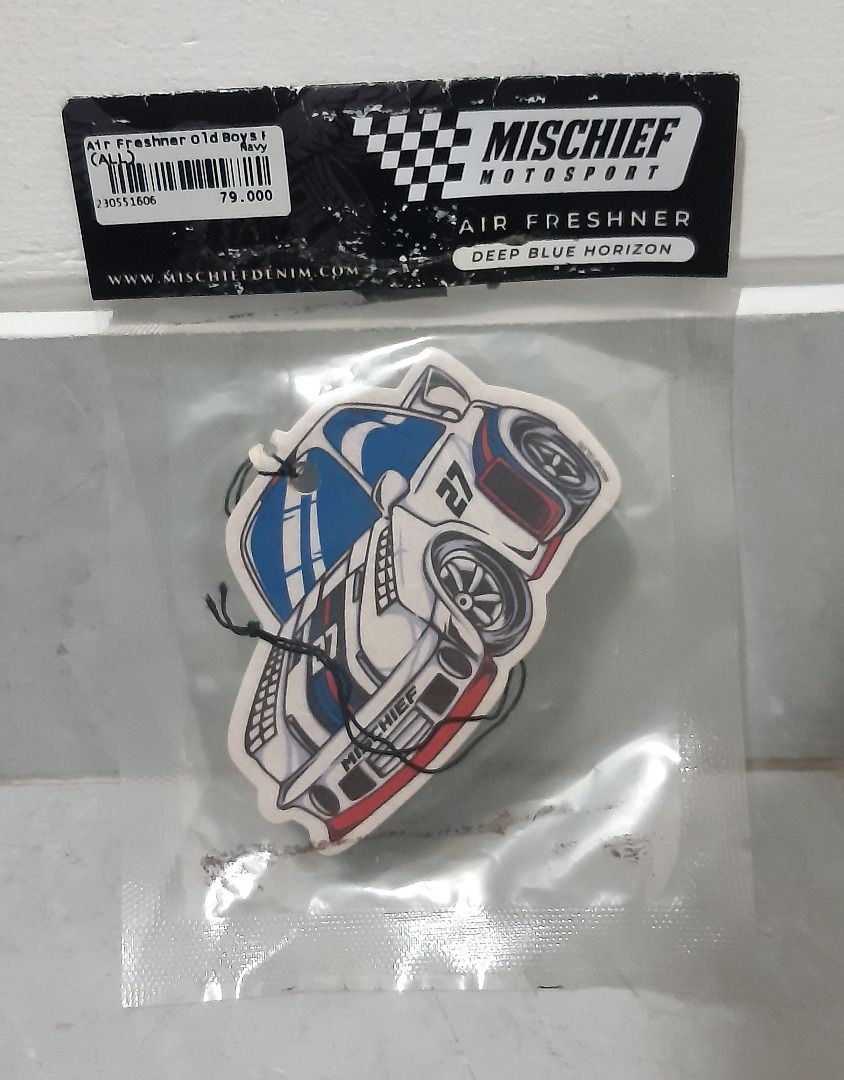 Air Freshner Old Boys
Navy
(ALL)
230551606
79.000
MISCHIEF
MOTOSPORT
AIR FRESHNER
DEEP BLUE HORIZON
WWW.MISCHIEFDENIM.COM
27
27
MISCHIEF